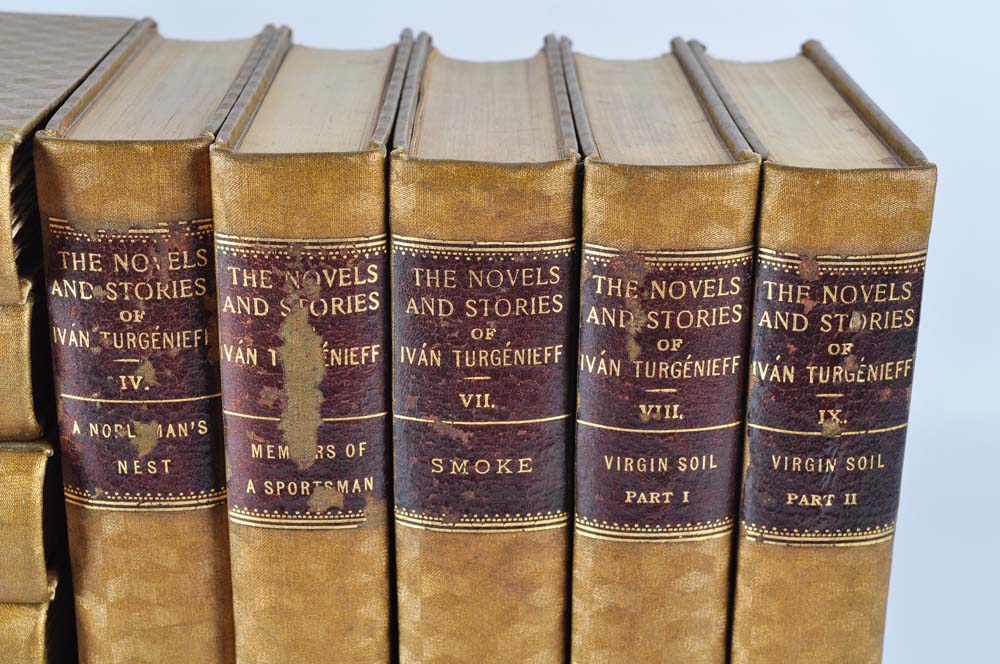 THE NOVELS
AND STORIES
OF
IVÁN TURGÉNIEFF
IV.
A NOBLEMAN'S
NEST
THE NOVELS
AND STORIES
IVÁN TURGÉNIEFF
MEMOIRS OF
A SPORTSMAN
THE NOVELS
AND STORIES
OF
IVÁN TURGÉNIEFF
VII.
SMOKE
THE NOVELS
AND STORIES
OF
IVÁN TURGÉNIEFF
VIII.
VIRGIN SOIL
PART I
THE NOVELS
AND STORIES
OF
IVÁN TURGÉNIEFF
IX.
VIRGIN SOIL
PART II